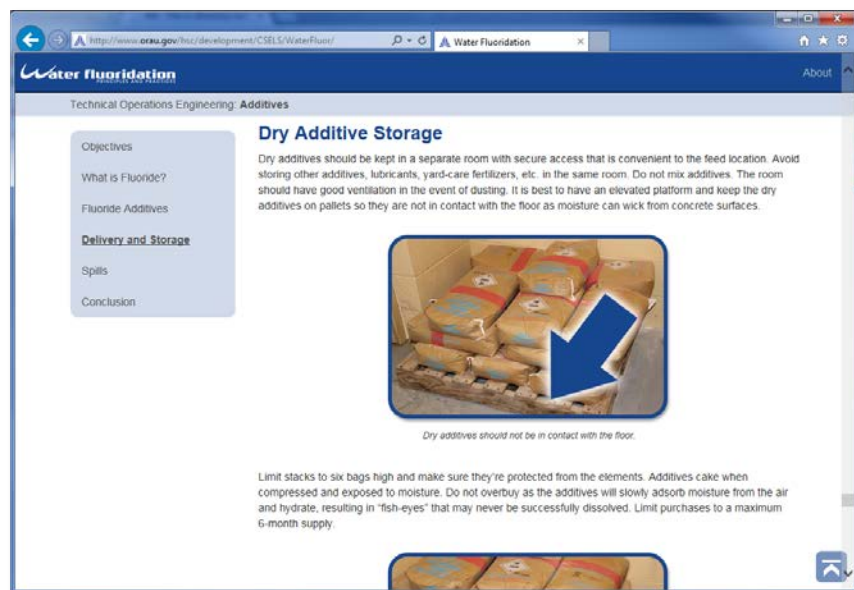 http://www.orau.gov/hsc/development/CSELS/WaterFluor/
Water Fluoridation
Water fluoridation
PRINCIPLES AND PRACTICES
About
Technical Operations Engineering: Additives
Objectives
What is Fluoride?
Fluoride Additives
Delivery and Storage
Spills
Conclusion
Dry Additive Storage
Dry additives should be kept in a separate room with secure access that is convenient to the feed location. Avoid
storing other additives, lubricants, yard-care fertilizers, etc. in the same room. Do not mix additives. The room
should have good ventilation in the event of dusting. It is best to have an elevated platform and keep the dry
additives on pallets so they are not in contact with the floor as moisture can wick from concrete surfaces.
Dry additives should not be in contact with the floor.
Limit stacks to six bags high and make sure they're protected from the elements. Additives cake when
compressed and exposed to moisture. Do not overbuy as the additives will slowly adsorb moisture from the air
and hydrate, resulting in "fish-eyes" that may never be successfully dissolved. Limit purchases to a maximum
6-month supply.